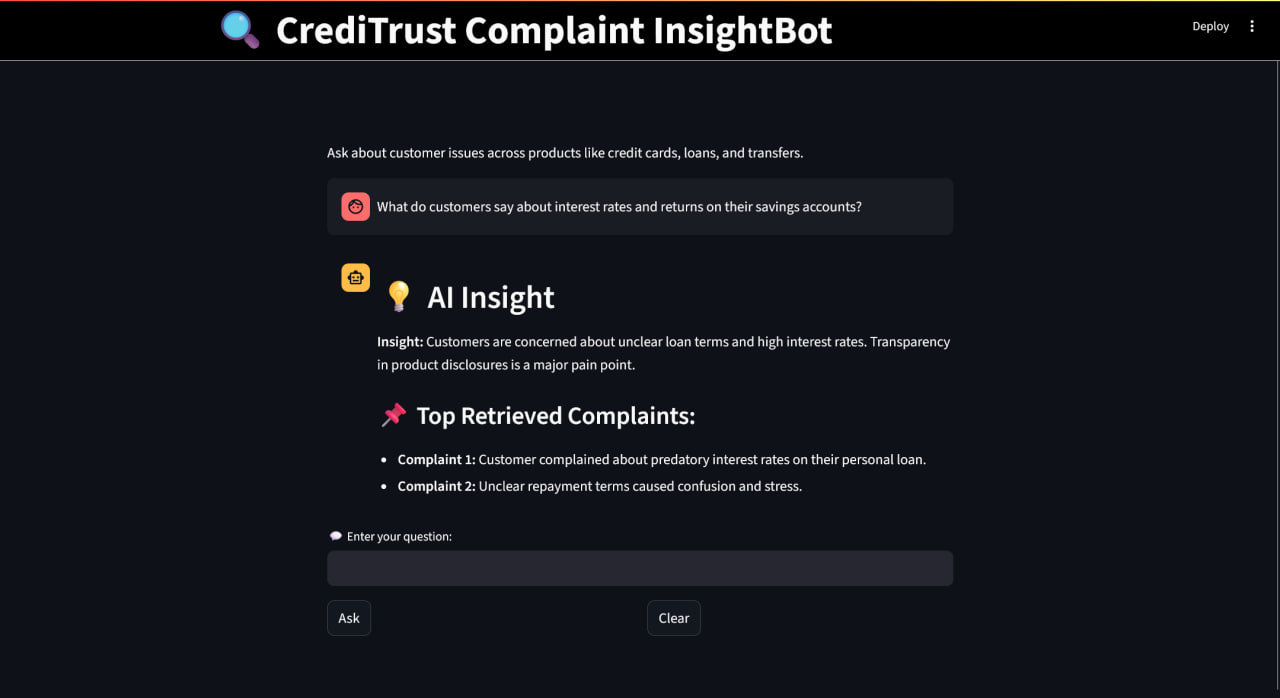 CrediTrust Complaint InsightBot
Deploy
Ask about customer issues across products like credit cards, loans, and transfers.
What do customers say about interest rates and returns on their savings accounts?
AI Insight
Insight: Customers are concerned about unclear loan terms and high interest rates. Transparency
in product disclosures is a major pain point.
Top Retrieved Complaints:
Complaint 1: Customer complained about predatory interest rates on their personal loan.
Complaint 2: Unclear repayment terms caused confusion and stress.
Enter your question:
Ask
Clear